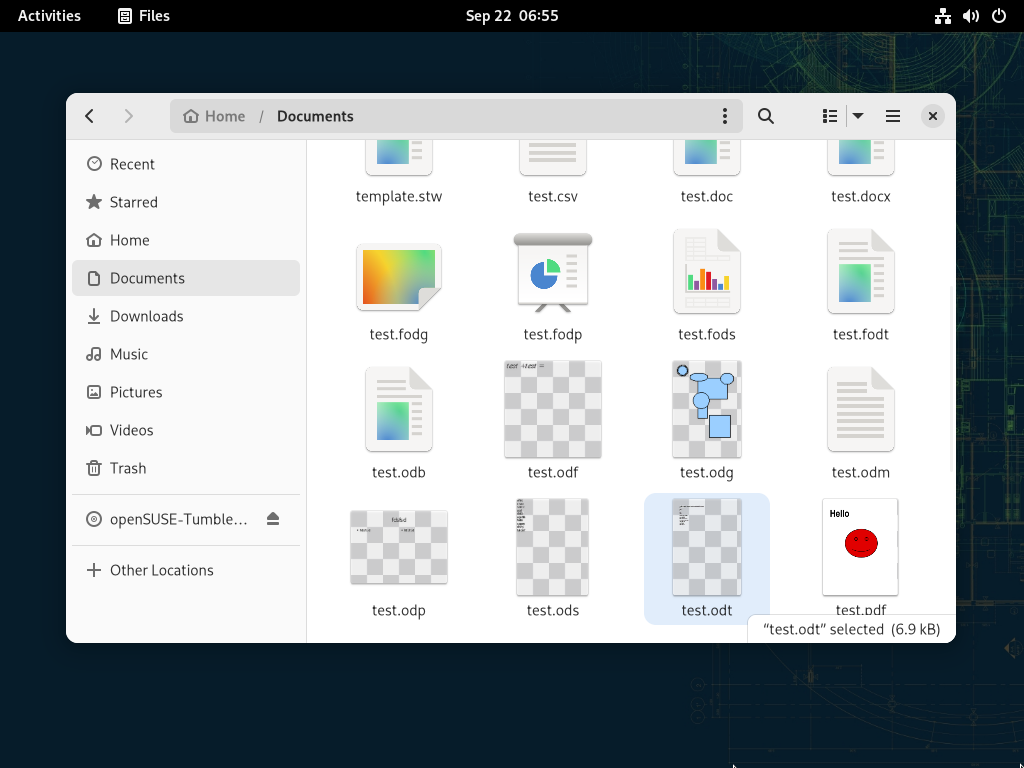 Activities Files Sep 22 06:55
Home / Documents
Recent
Starred
Home
Documents
Downloads
Music
Pictures
Videos
Trash
openSUSE-Tumble...
Other Locations
template.stw test.csv test.doc test.docx
test.fodg test.fodp test.fods test.fodt
test.odb test.odf test.odg test.odm
Hello
test.odp test.ods test.odt test.pdf
“test.odt” selected (6.9 kB)